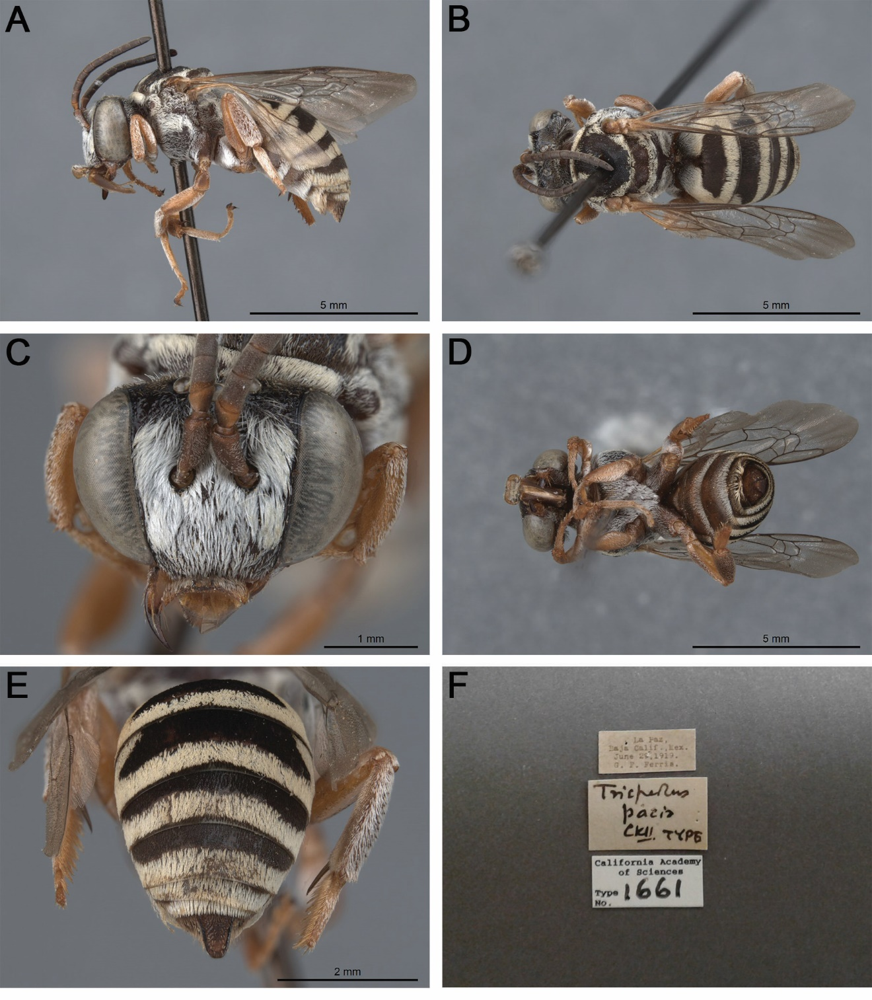 A
5 mm
B
5 mm
C
1 mm
D
5 mm
E
2 mm
F
La Paz,
Baja Calif., Mex.
June 29, 1919.
G. F. Ferris.
Triepeolus
pacis
Ckll. TYPE
California Academy
of Sciences
Type 1661
No.